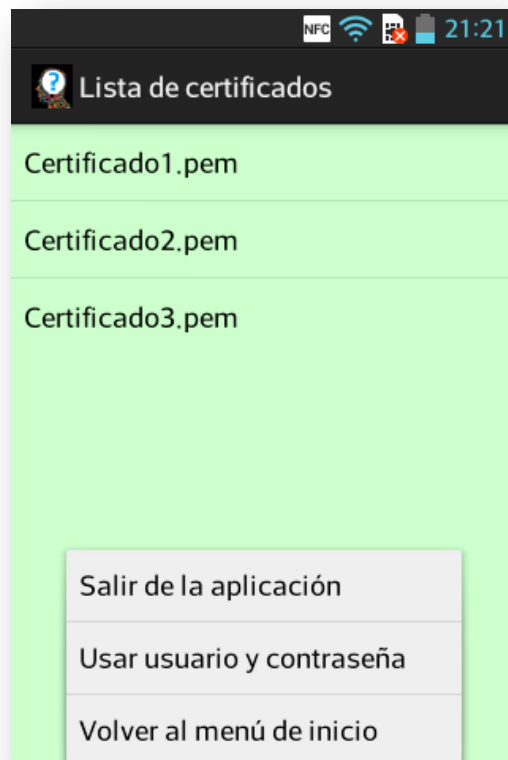 NFC 21:21
? Lista de certificados
Certificado1.pem
Certificado2.pem
Certificado3.pem
Salir de la aplicación
Usar usuario y contraseña
Volver al menú de inicio